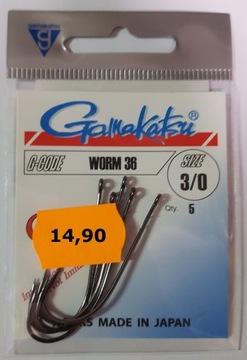 Gamakatsu
G-CODE WORM 36 SIZE
3/0
Qty. 5
14,90
MADE IN JAPAN